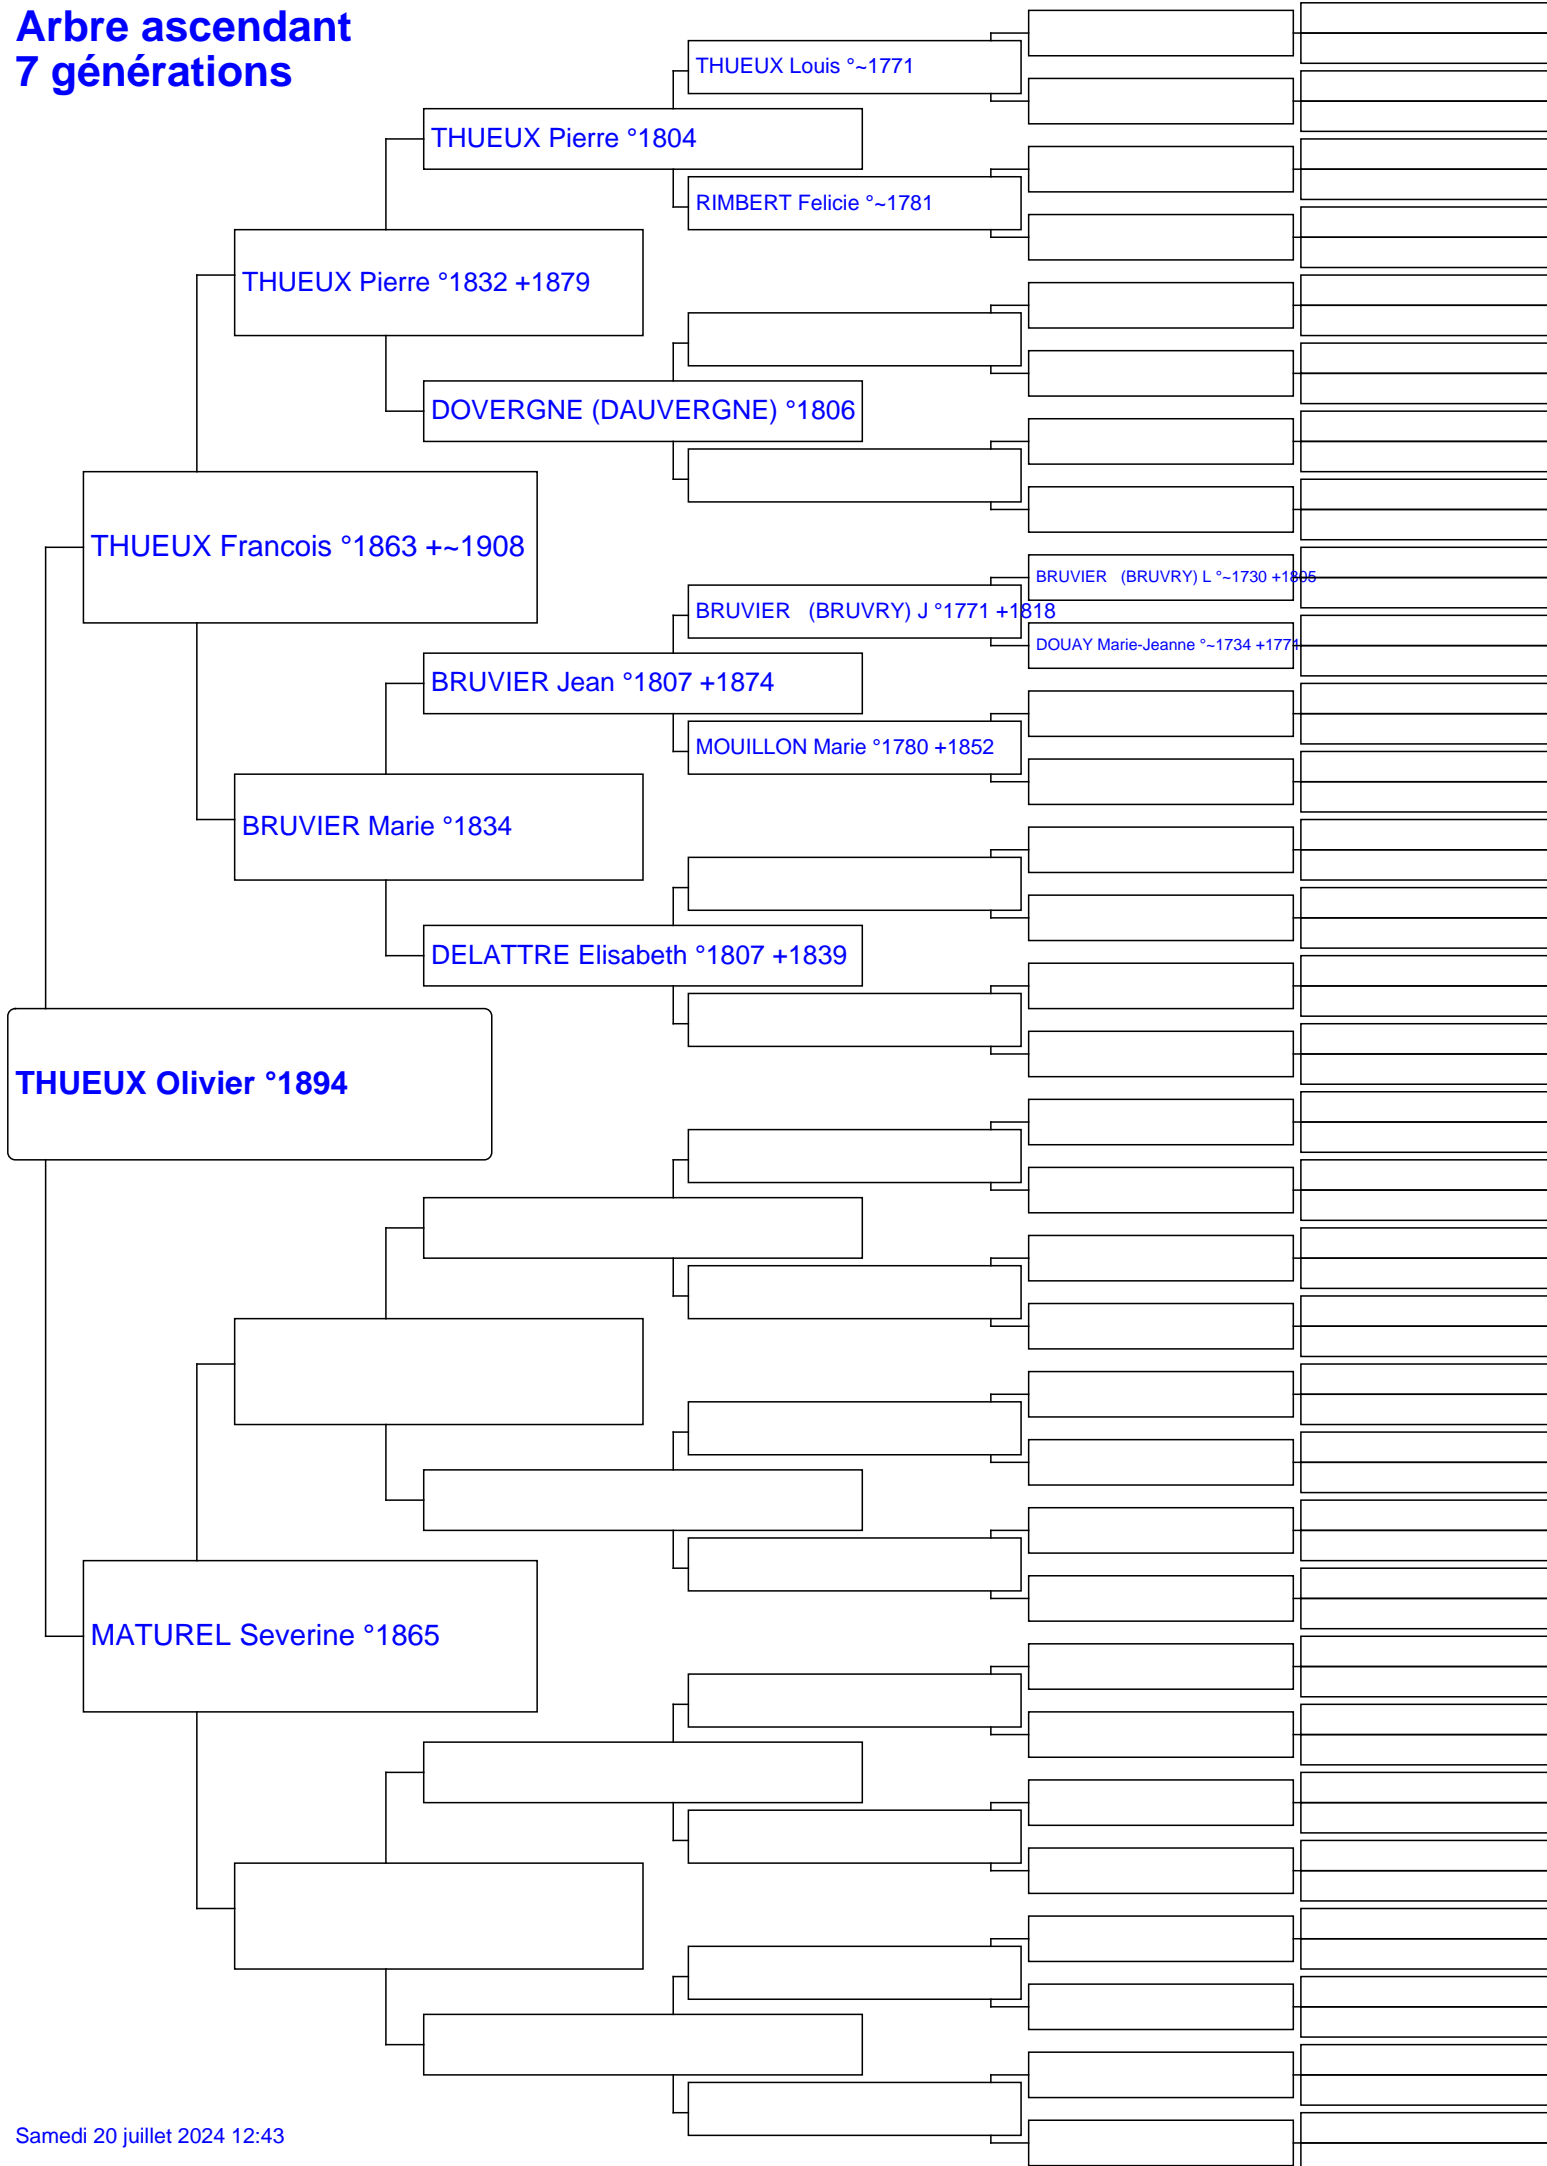 Arbre ascendant
7 générations
THUEUX Louis °~1771
THUEUX Pierre °1804
RIMBERT Felicie °~1781
THUEUX Pierre °1832 +1879
DOVERGNE (DAUVERGNE) °1806
THUEUX Francois °1863 +~1908
BRUVIER (BRUVRY) L °~1730 +1805
BRUVIER (BRUVRY) J °1771 +1818
DOUAY Marie-Jeanne °~1734 +1771
BRUVIER Jean °1807 +1874
MOUILLON Marie °1780 +1852
BRUVIER Marie °1834
DELATTRE Elisabeth °1807 +1839
THUEUX Olivier °1894
MATUREL Severine °1865
Samedi 20 juillet 2024 12:43